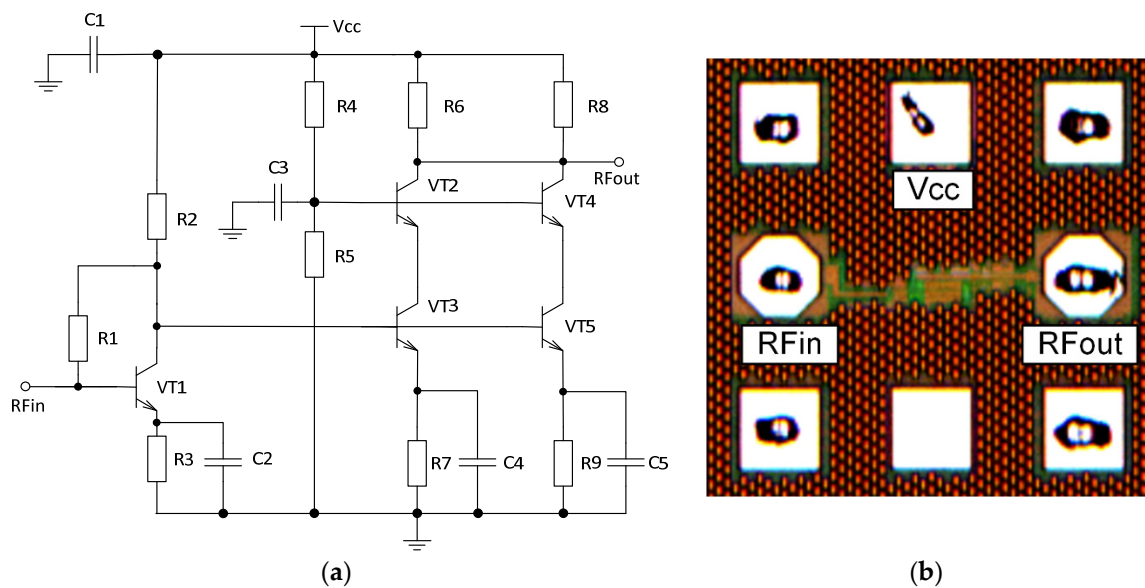 C1
Vcc
R4
R6
R8
C3
RFout
VT2
VT4
R2
R5
R1
VT3
VT5
RFin
VT1
R3
C2
R7
C4
R9
C5
(a)
Vcc
RFin
RFout
(b)